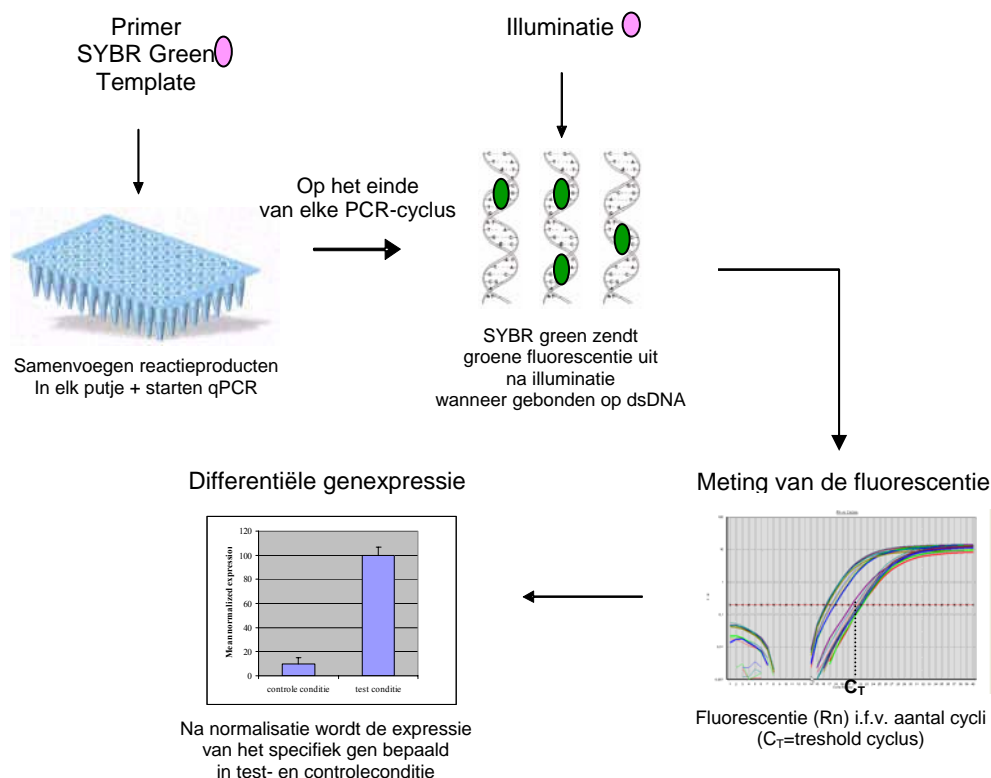 Primer
SYBR Green
Template
Illuminatie
Op het einde
van elke PCR-cyclus
Samenvoegen reactieproducten
In elk putje + starten qPCR
SYBR green zendt
groene fluorescentie uit
na illuminatie
wanneer gebonden op dsDNA
Meting van de fluorescentie
C_T
Fluorescentie (Rn) i.f.v. aantal cycli
(C_T=treshold cyclus)
Differentiële genexpressie
Mean normalized expression
120
100
80
60
40
20
0
controle conditie test conditie
Na normalisatie wordt de expressie
van het specifiek gen bepaald
in test- en controleconditie